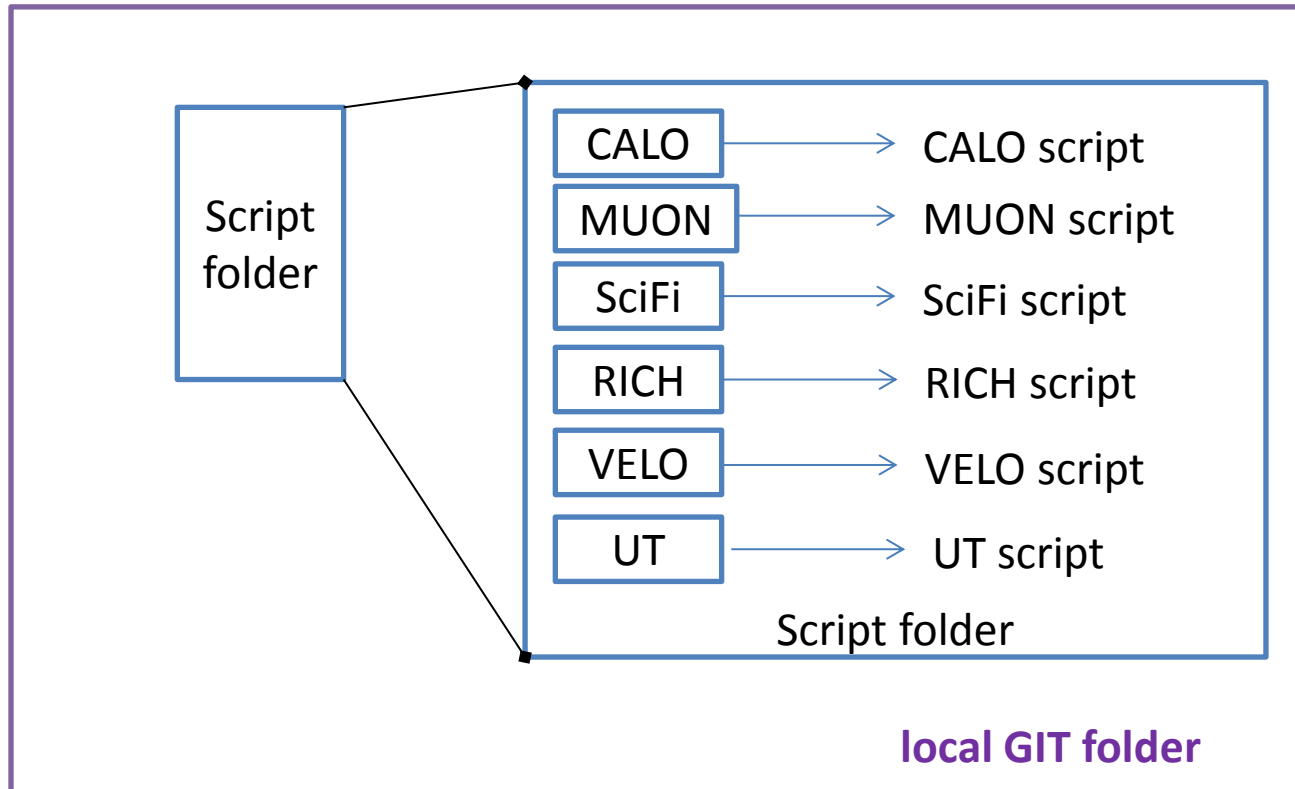 Script
folder
CALO
CALO script
MUON
MUON script
SciFi
SciFi script
RICH
RICH script
VELO
VELO script
UT
UT script
Script folder
local GIT folder